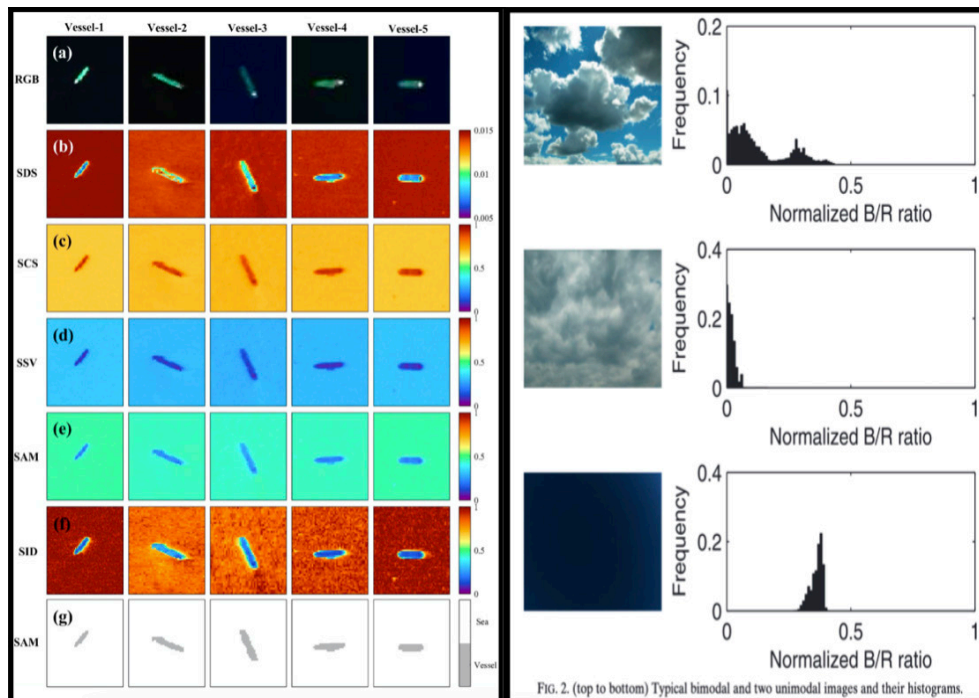 Vessel-1 Vessel-2 Vessel-3 Vessel-4 Vessel-5
RGB (a)
SDS (b) 0.015
0.01
0.005
SCS (c) 1
0.5
0
SSV (d) 1
0.5
0
SAM (e) 1
0.5
0
SID (f) 1
0.5
0
SAM (g) Sea
Vessel
0.2
Frequency
0.1
0
0 0.5 1
Normalized B/R ratio
0.4
Frequency
0.2
0
0 0.5 1
Normalized B/R ratio
0.4
Frequency
0.2
0
0 0.5 1
Normalized B/R ratio
FIG. 2. (top to bottom) Typical bimodal and two unimodal images and their histograms.